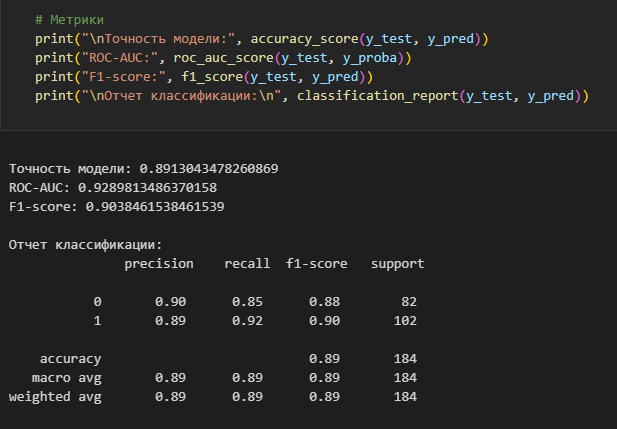 # Метрики
print("\nТочность модели:", accuracy_score(y_test, y_pred))
print("ROC-AUC:", roc_auc_score(y_test, y_proba))
print("F1-score:", f1_score(y_test, y_pred))
print("\nОтчет классификации:\n", classification_report(y_test, y_pred))
Точность модели: 0.8913043478260869
ROC-AUC: 0.9289813486370158
F1-score: 0.9038461538461539
Отчет классификации:
precision recall f1-score support
0 0.90 0.85 0.88 82
1 0.89 0.92 0.90 102
accuracy 0.89 184
macro avg 0.89 0.89 0.89 184
weighted avg 0.89 0.89 0.89 184